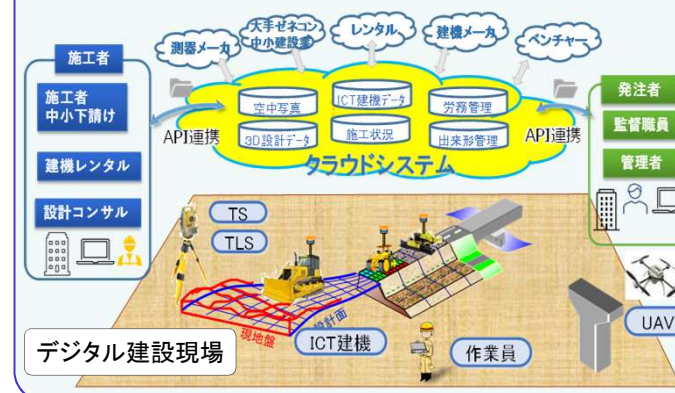 測器メーカ
大手ゼネコン
中小建設業
レンタル
建機メーカ
ベンチャー
施工者
施工者
中小下請け
建機レンタル
設計コンサル
API連携
空中写真
ICT建機データ
労務管理
3D設計データ
施工状況
出来形管理
クラウドシステム
API連携
発注者
監督職員
管理者
TS
TLS
現地盤
設計面
ICT建機
作業員
UAV
デジタル建設現場